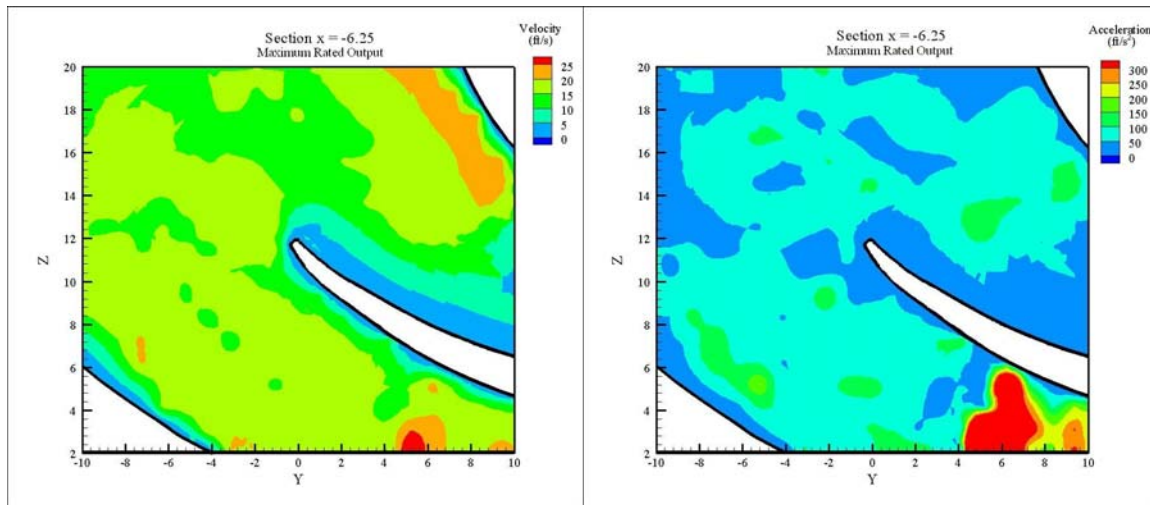 Section x = -6.25
Maximum Rated Output
Velocity
(ft/s)
25
20
15
10
5
0
Z
20
18
16
14
12
10
8
6
4
2
-10 -8 -6 -4 -2 0 2 4 6 8 10
Y
Section x = -6.25
Maximum Rated Output
Acceleration
(ft/s²)
300
250
200
150
100
50
0
Z
20
18
16
14
12
10
8
6
4
2
-10 -8 -6 -4 -2 0 2 4 6 8 10
Y